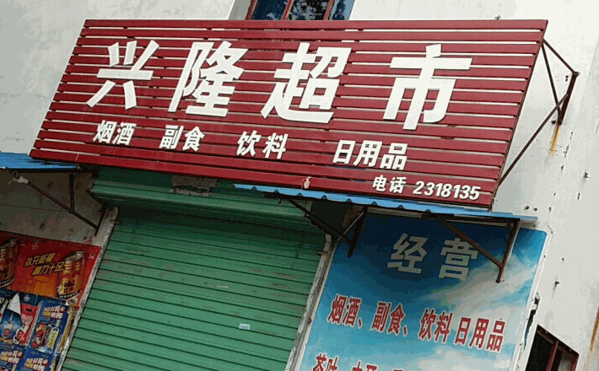 兴隆超市
烟酒 副食 饮料 日用品
电话 2318135
经营
烟酒、副食、饮料 日用品